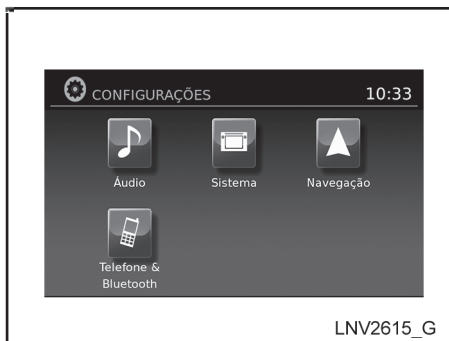 CONFIGURAÇÕES 10:33
Áudio Sistema Navegação
Telefone &
Bluetooth
LNV2615_G